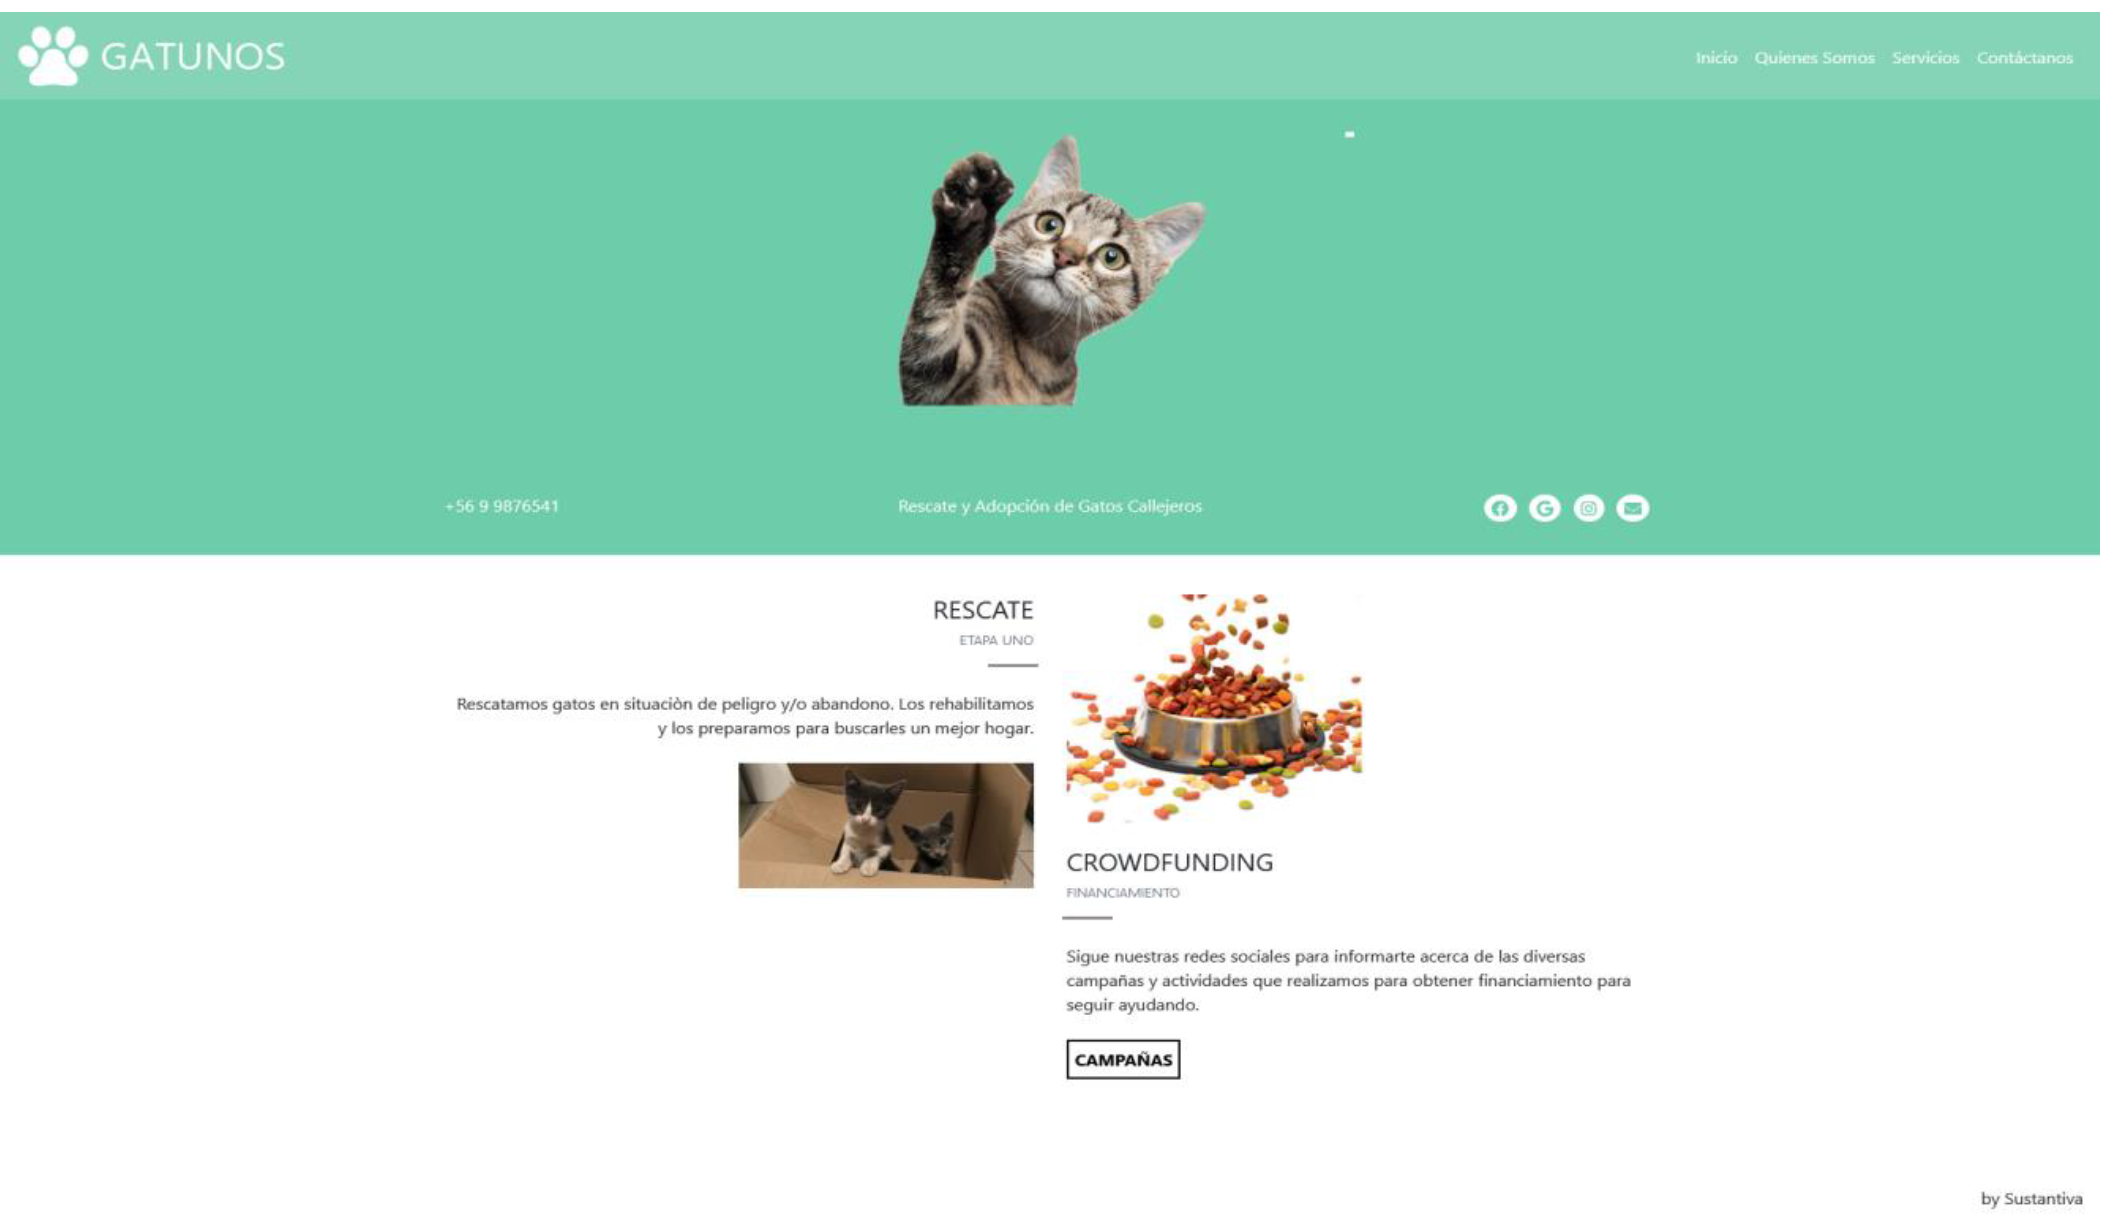 GATUNOS
Inicio Quienes Somos Servicios Contáctanos
+56 9 9876541
Rescate y Adopción de Gatos Callejeros
RESCATE
ETAPA UNO
Rescatamos gatos en situaciòn de peligro y/o abandono. Los rehabilitamos
y los preparamos para buscarles un mejor hogar.
CROWDFUNDING
FINANCIAMIENTO
Sigue nuestras redes sociales para informarte acerca de las diversas
campañas y actividades que realizamos para obtener financiamiento para
seguir ayudando.
CAMPAÑAS
by Sustantiva